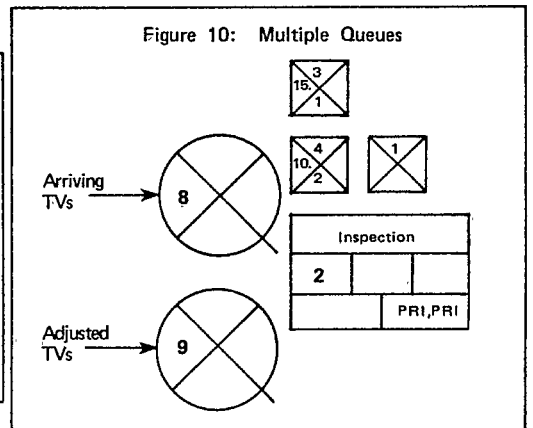 Figure 10: Multiple Queues
3
15.
1
4
10.
2
1
Arriving
TVs
8
Inspection
2
PRI,PRI
Adjusted
TVs
9